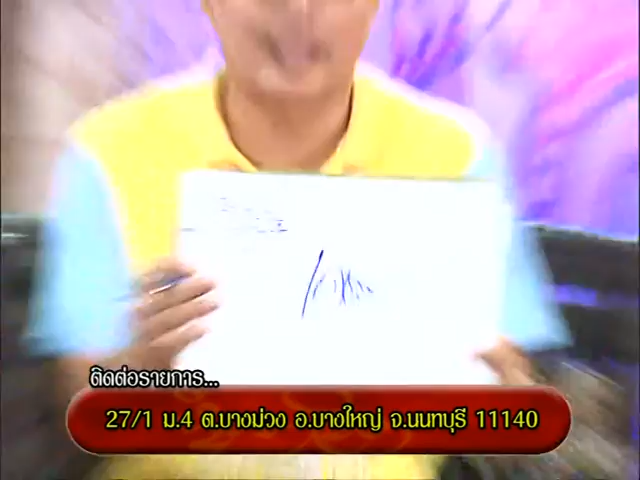 ติดต่อรายการ...
27/1 ม.4 ต.บางม่วง อ.บางใหญ่ จ.นนทบุรี 11140